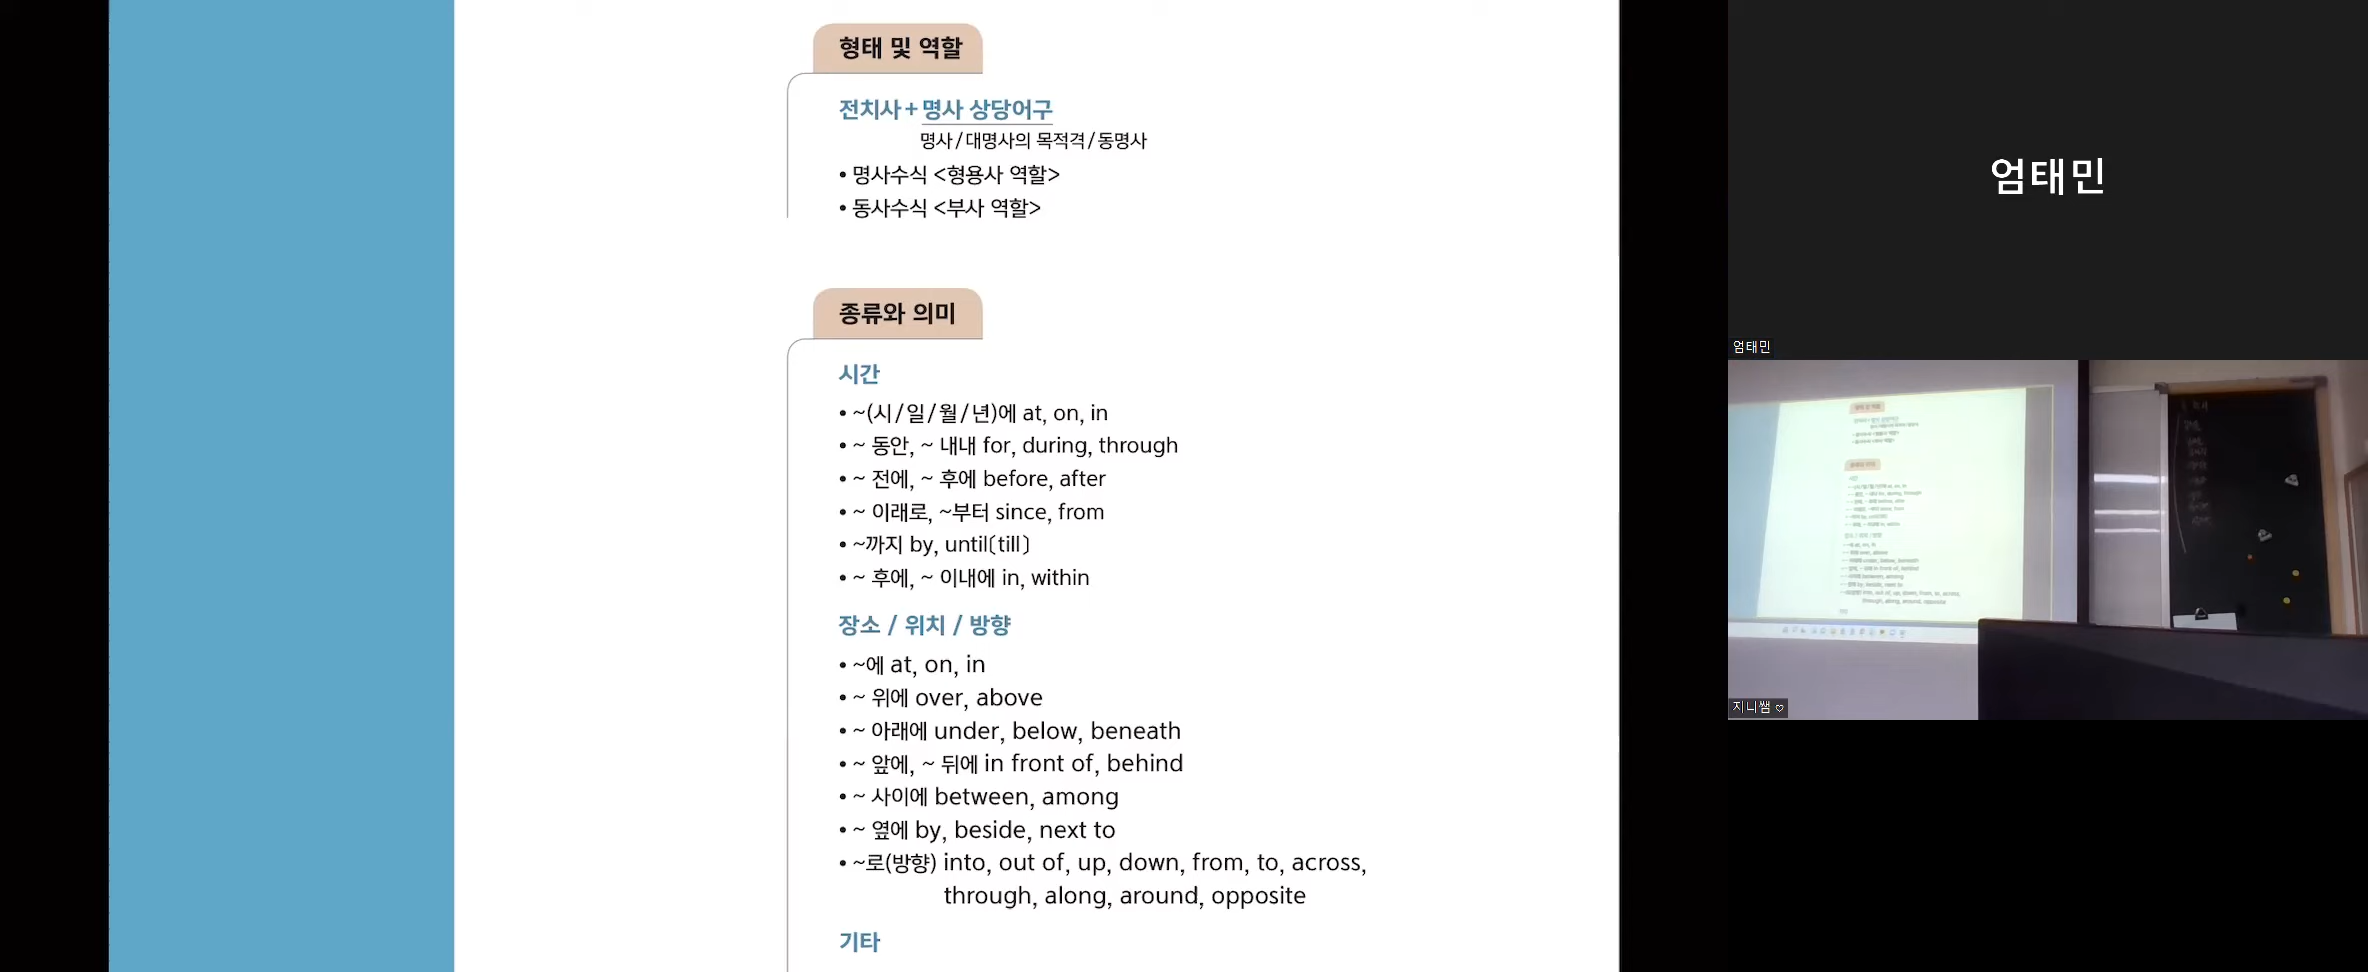 형태 및 역할
전치사+명사 상당어구
명사/대명사의 목적격/동명사
• 명사수식 <형용사 역할>
• 동사수식 <부사 역할>
종류와 의미
시간
• ~(시/일/월/년)에 at, on, in
• ~ 동안, ~ 내내 for, during, through
• ~ 전에, ~ 후에 before, after
• ~ 이래로, ~부터 since, from
• ~까지 by, until〔till〕
• ~ 후에, ~ 이내에 in, within
장소 / 위치 / 방향
• ~에 at, on, in
• ~ 위에 over, above
• ~ 아래에 under, below, beneath
• ~ 앞에, ~ 뒤에 in front of, behind
• ~ 사이에 between, among
• ~ 옆에 by, beside, next to
• ~로(방향) into, out of, up, down, from, to, across,
through, along, around, opposite
기타
엄태민
엄태민
지니쌤 ♡